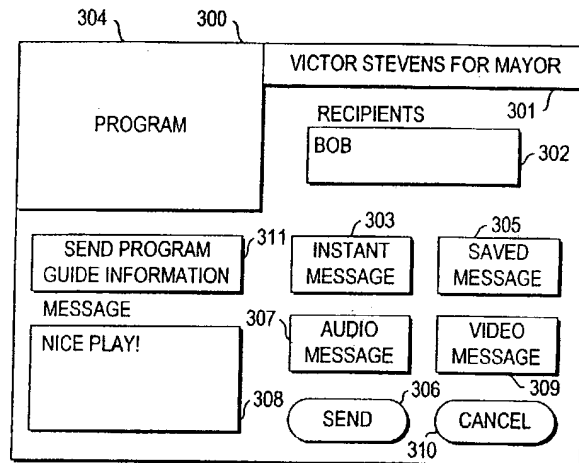 304
300
VICTOR STEVENS FOR MAYOR
301
PROGRAM
RECIPIENTS
BOB
302
SEND PROGRAM
GUIDE INFORMATION
311
303
INSTANT
MESSAGE
305
SAVED
MESSAGE
MESSAGE
NICE PLAY!
308
307
AUDIO
MESSAGE
VIDEO
MESSAGE
309
306
SEND
CANCEL
310